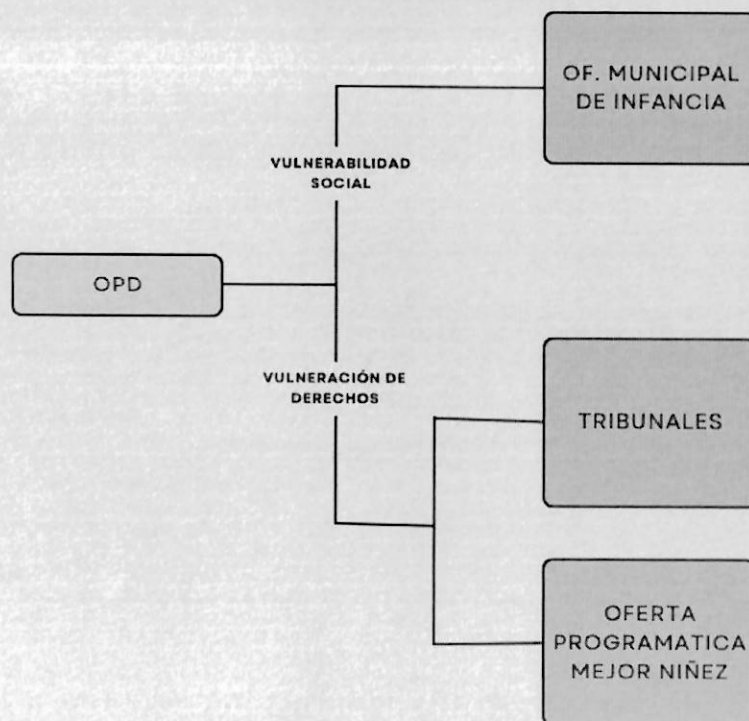 OF. MUNICIPAL
DE INFANCIA
VULNERABILIDAD
SOCIAL
OPD
VULNERACIÓN DE
DERECHOS
TRIBUNALES
OFERTA
PROGRAMATICA
MEJOR NIÑEZ